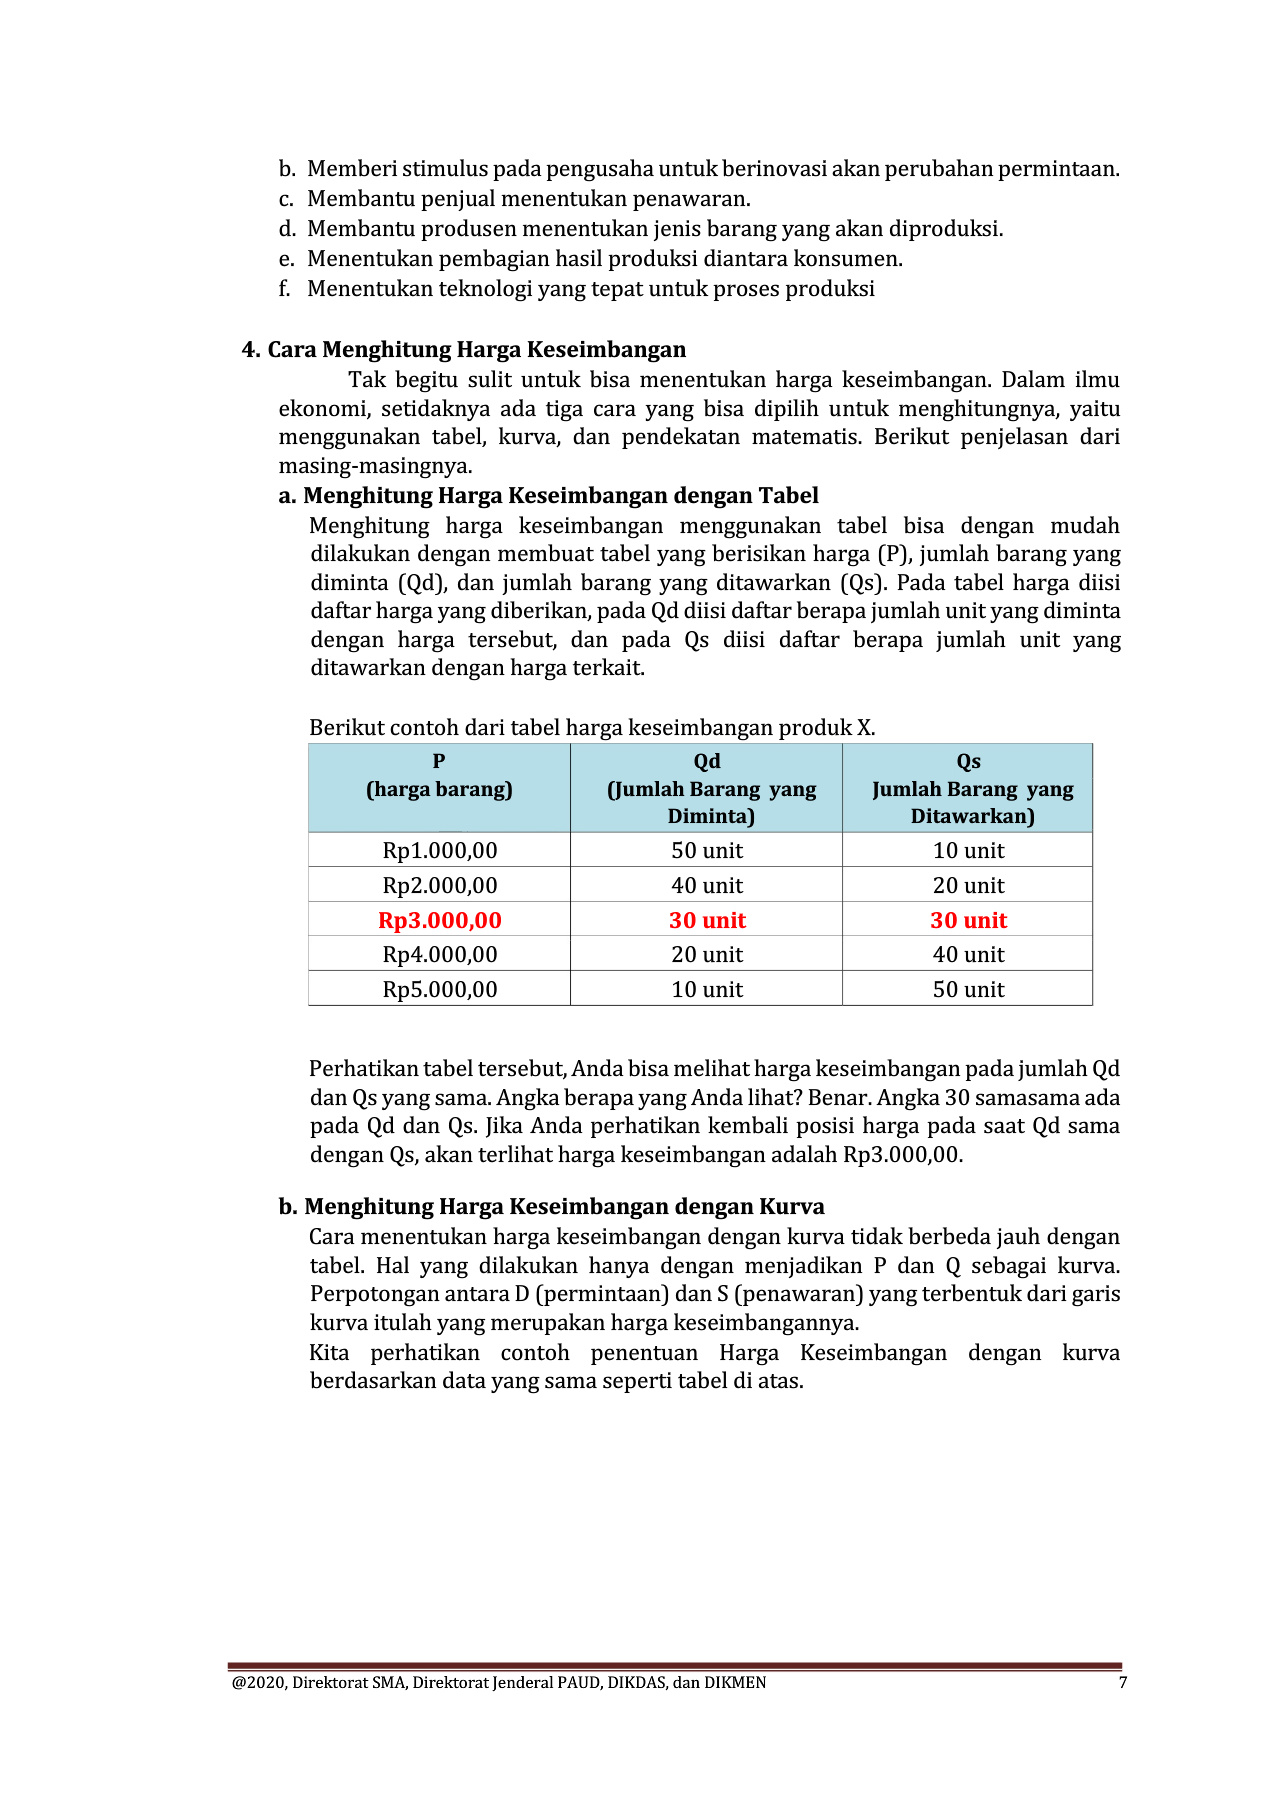 b. Memberi stimulus pada pengusaha untuk berinovasi akan perubahan permintaan.
c. Membantu penjual menentukan penawaran.
d. Membantu produsen menentukan jenis barang yang akan diproduksi.
e. Menentukan pembagian hasil produksi diantara konsumen.
f. Menentukan teknologi yang tepat untuk proses produksi
4. Cara Menghitung Harga Keseimbangan
Tak begitu sulit untuk bisa menentukan harga keseimbangan. Dalam ilmu
ekonomi, setidaknya ada tiga cara yang bisa dipilih untuk menghitungnya, yaitu
menggunakan tabel, kurva, dan pendekatan matematis. Berikut penjelasan dari
masing-masingnya.
a. Menghitung Harga Keseimbangan dengan Tabel
Menghitung harga keseimbangan menggunakan tabel bisa dengan mudah
dilakukan dengan membuat tabel yang berisikan harga (P), jumlah barang yang
diminta (Qd), dan jumlah barang yang ditawarkan (Qs). Pada tabel harga diisi
daftar harga yang diberikan, pada Qd diisi daftar berapa jumlah unit yang diminta
dengan harga tersebut, dan pada Qs diisi daftar berapa jumlah unit yang
ditawarkan dengan harga terkait.
Berikut contoh dari tabel harga keseimbangan produk X.
P Qd Qs
(harga barang) (Jumlah Barang yang Jumlah Barang yang
Diminta) Ditawarkan)
Rp1.000,00 50 unit 10 unit
Rp2.000,00 40 unit 20 unit
Rp3.000,00 30 unit 30 unit
Rp4.000,00 20 unit 40 unit
Rp5.000,00 10 unit 50 unit
Perhatikan tabel tersebut, Anda bisa melihat harga keseimbangan pada jumlah Qd
dan Qs yang sama. Angka berapa yang Anda lihat? Benar. Angka 30 samasama ada
pada Qd dan Qs. Jika Anda perhatikan kembali posisi harga pada saat Qd sama
dengan Qs, akan terlihat harga keseimbangan adalah Rp3.000,00.
b. Menghitung Harga Keseimbangan dengan Kurva
Cara menentukan harga keseimbangan dengan kurva tidak berbeda jauh dengan
tabel. Hal yang dilakukan hanya dengan menjadikan P dan Q sebagai kurva.
Perpotongan antara D (permintaan) dan S (penawaran) yang terbentuk dari garis
kurva itulah yang merupakan harga keseimbangannya.
Kita perhatikan contoh penentuan Harga Keseimbangan dengan kurva
berdasarkan data yang sama seperti tabel di atas.
@2020, Direktorat SMA, Direktorat Jenderal PAUD, DIKDAS, dan DIKMEN 7